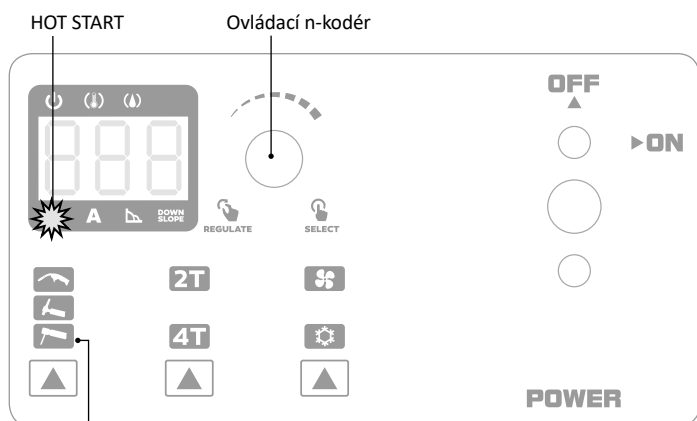 HOT START
Ovládací n-kodér
OFF
ON
888
A
DOWN
SLOPE
REGULATE
SELECT
2T
4T
POWER